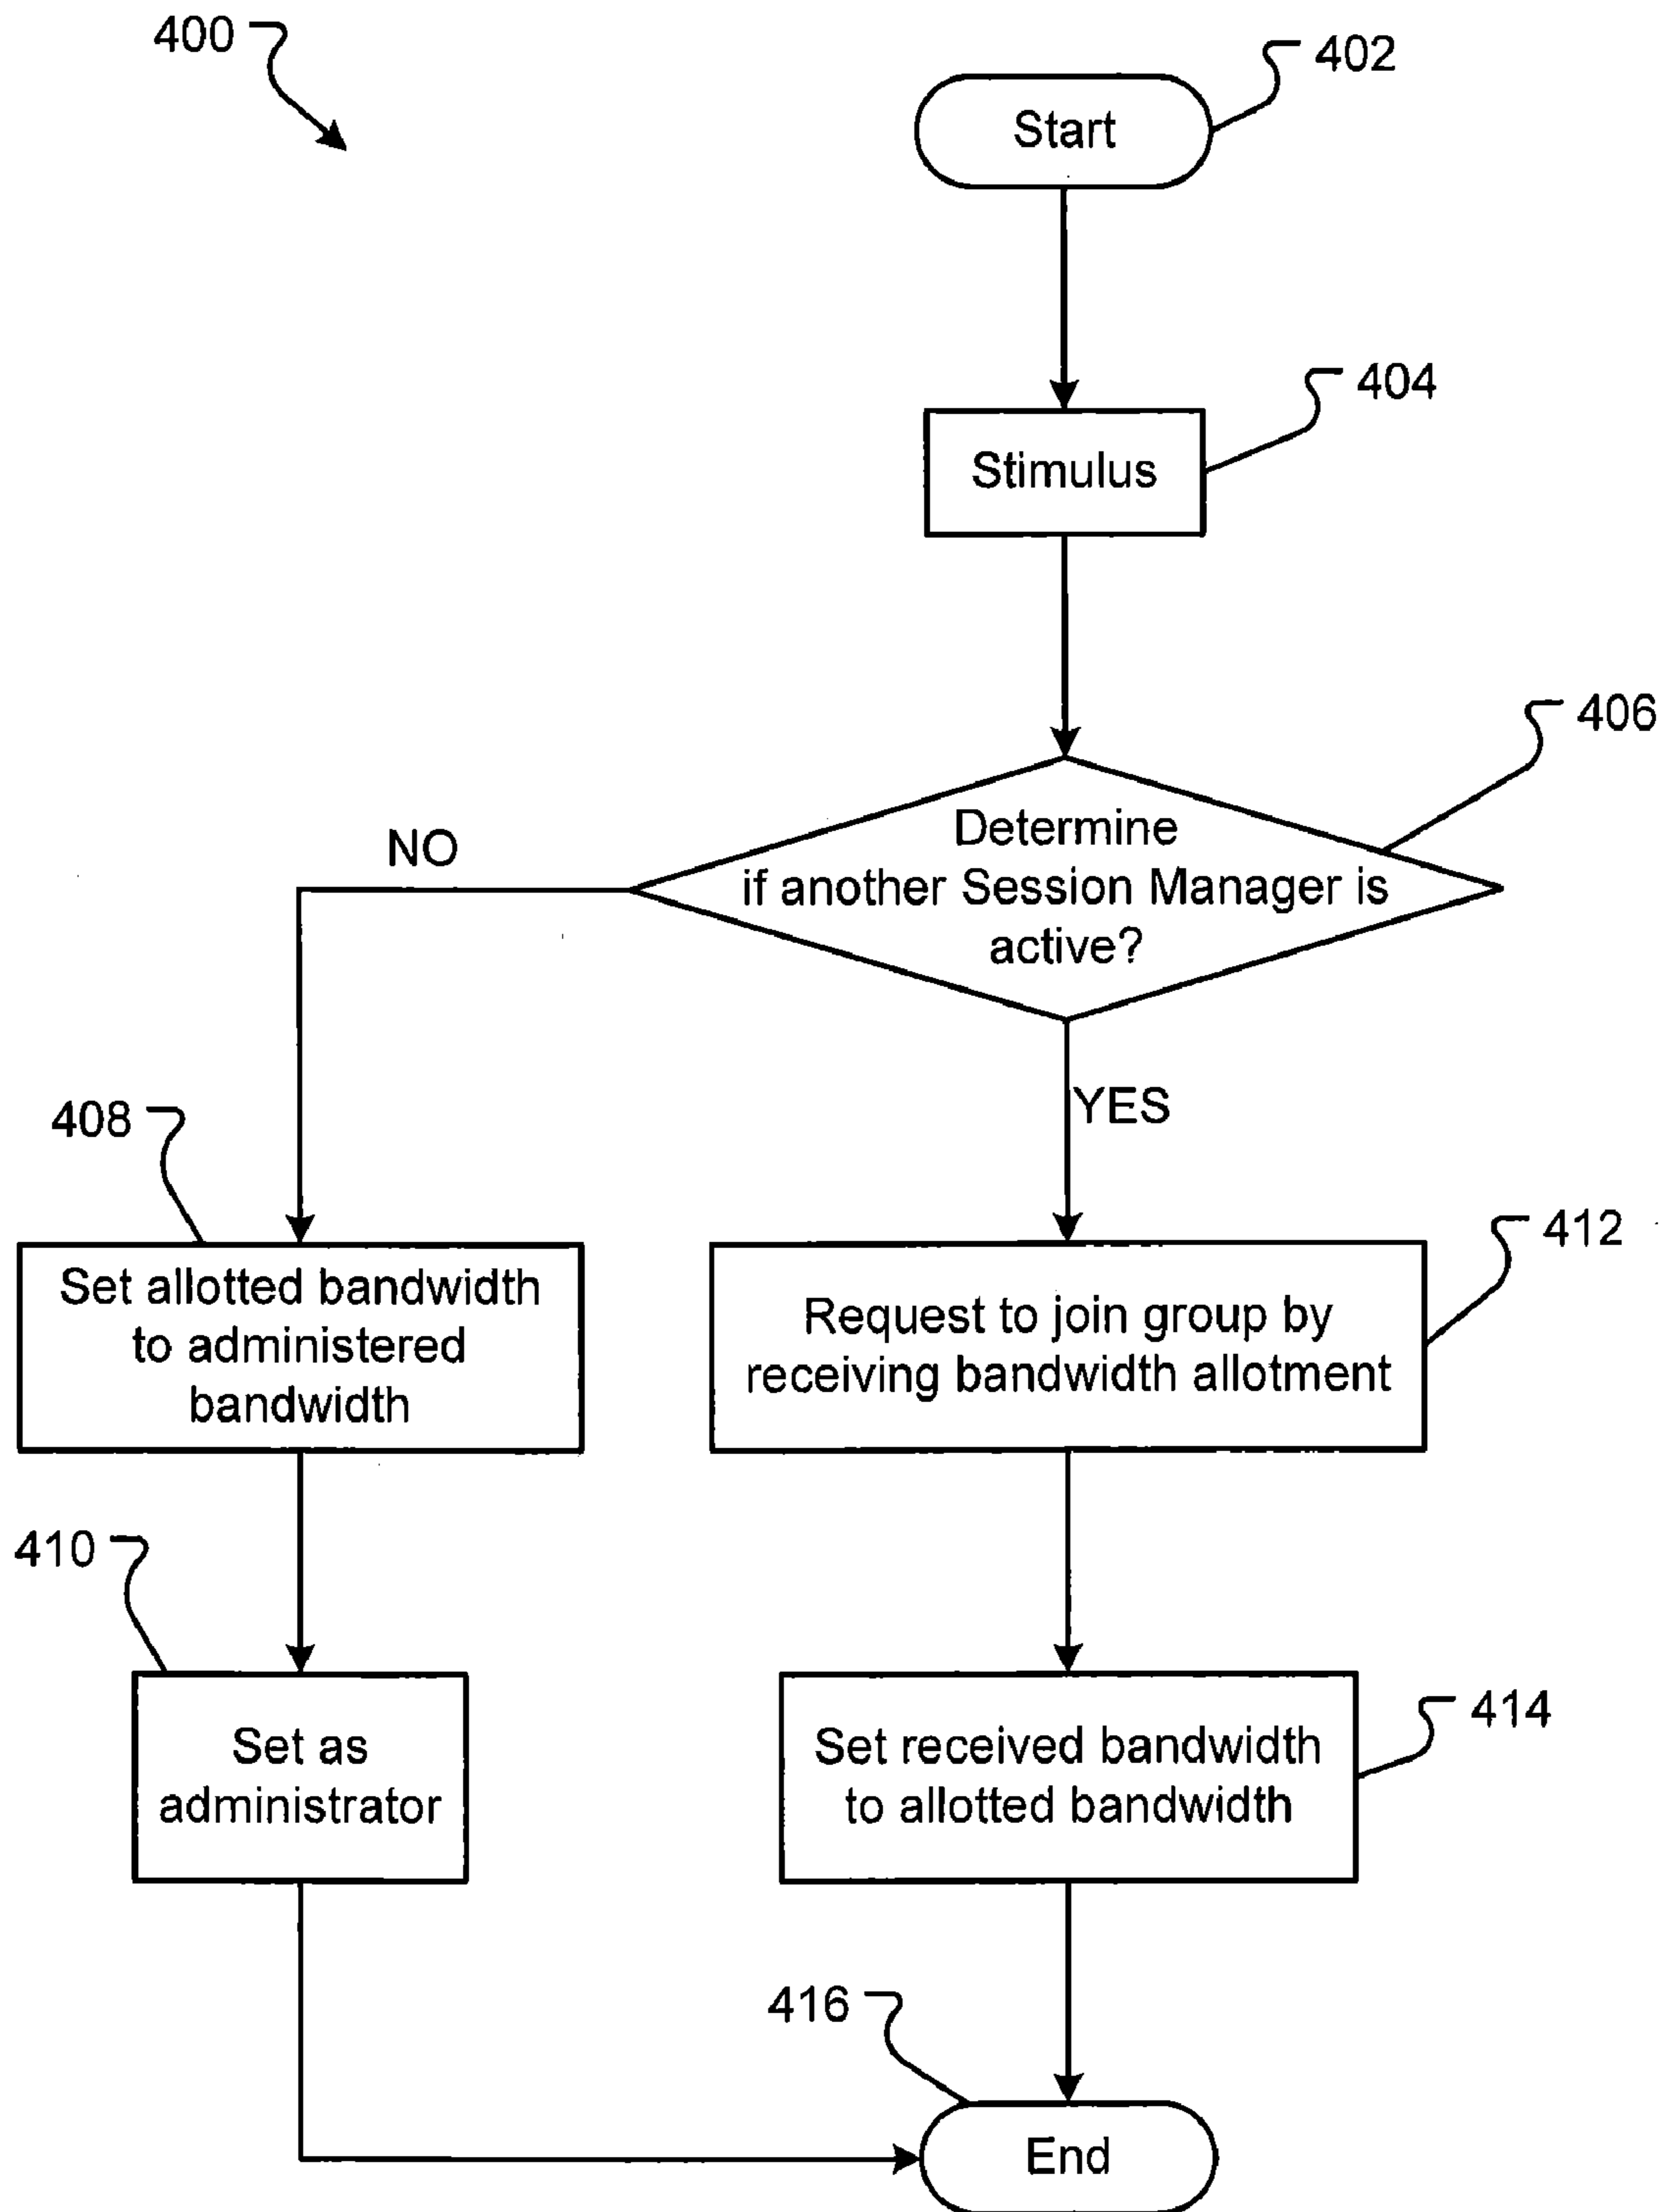 400
402
Start
404
Stimulus
406
Determine
if another Session Manager is
active?
NO
YES
408
Set allotted bandwidth
to administered
bandwidth
412
Request to join group by
receiving bandwidth allotment
410
Set as
administrator
414
Set received bandwidth
to allotted bandwidth
416
End